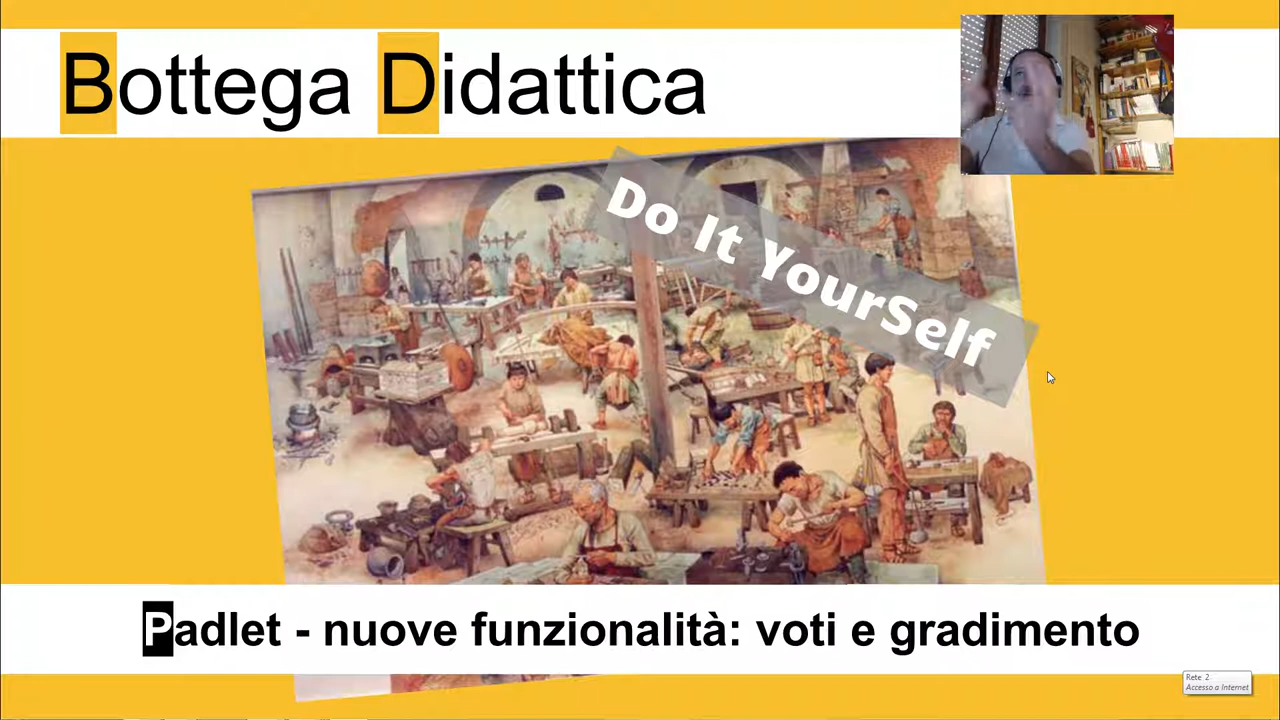 Bottega Didattica
Do It YourSelf
Padlet - nuove funzionalità: voti e gradimento
Rete 2
Accesso a Internet